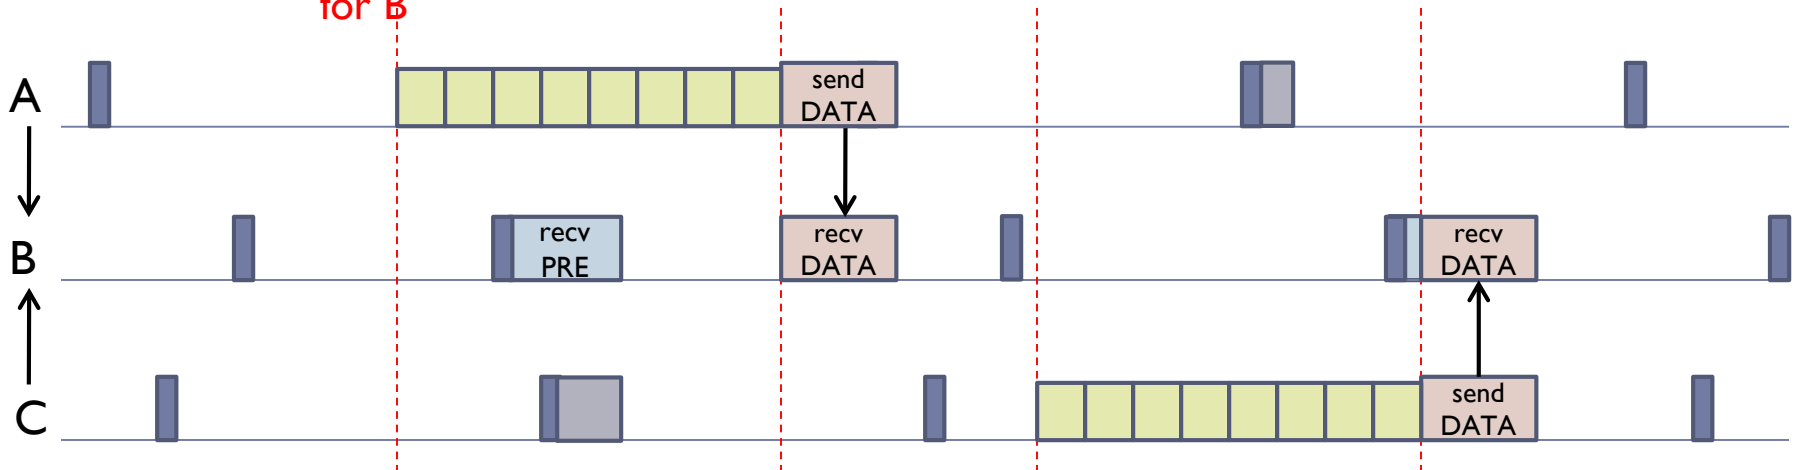 for B
A
send
DATA
B
recv
PRE
recv
DATA
recv
DATA
C
send
DATA